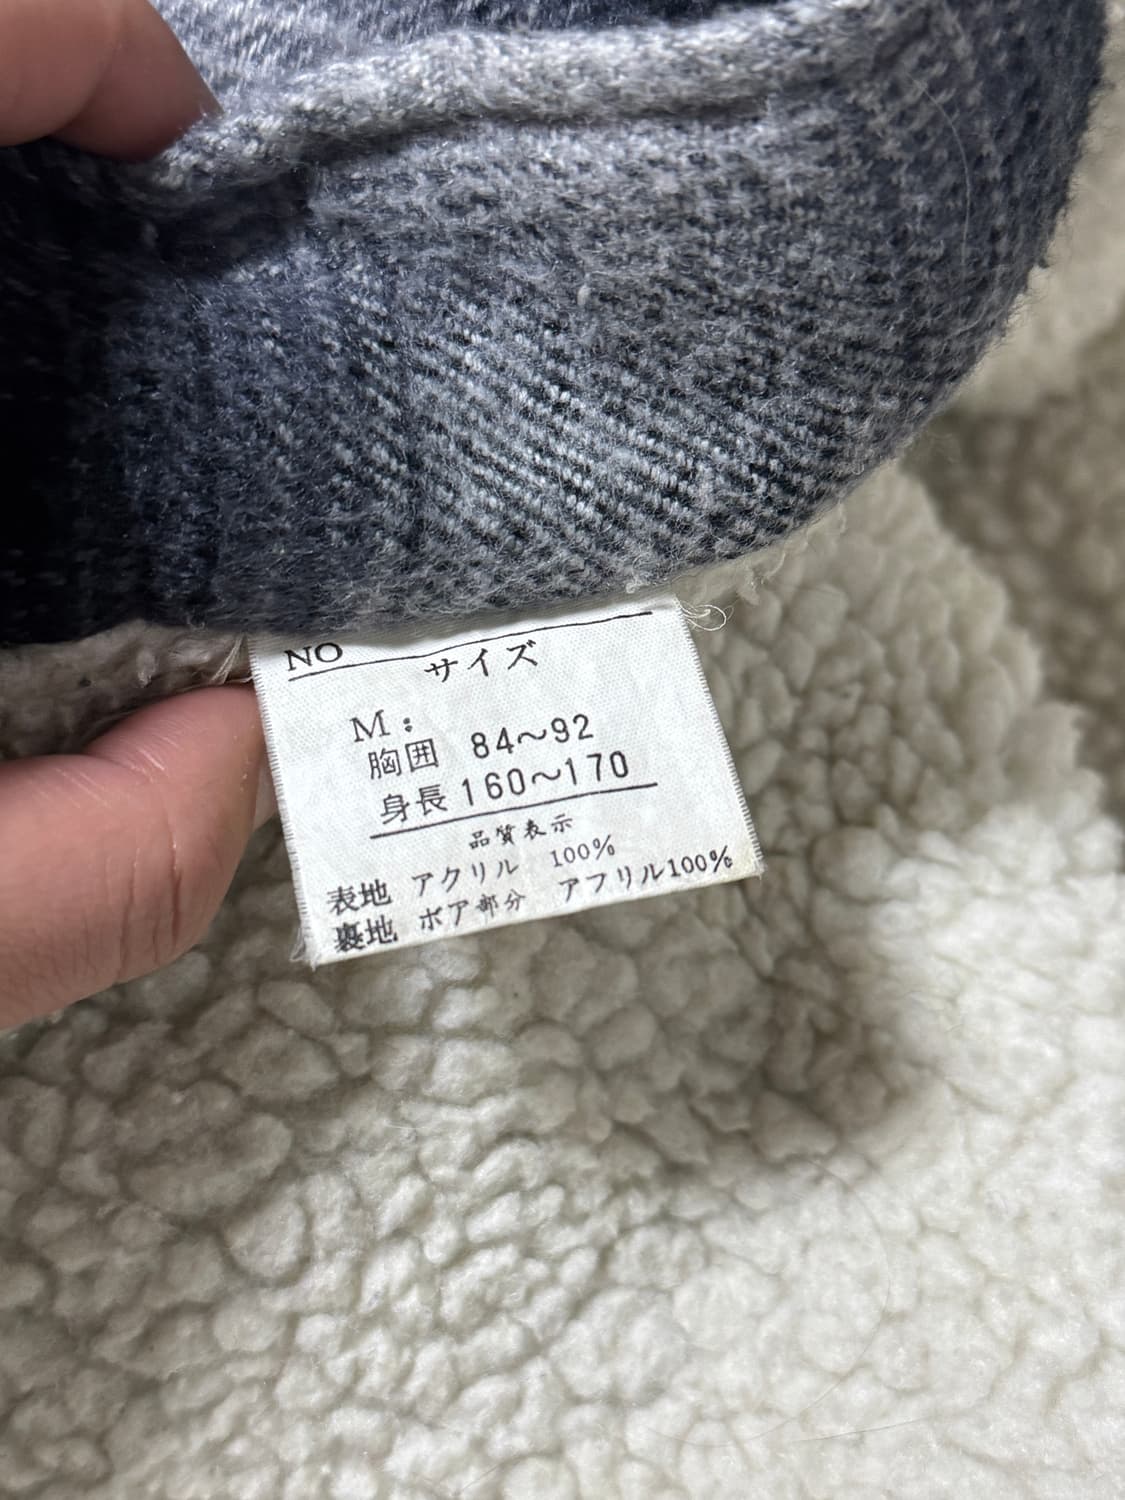 NO
サイズ
M:
胸囲 84〜92
身長 160〜170
品質表示
表地 アクリル 100%
裏地 ボア部分 アフリル100%